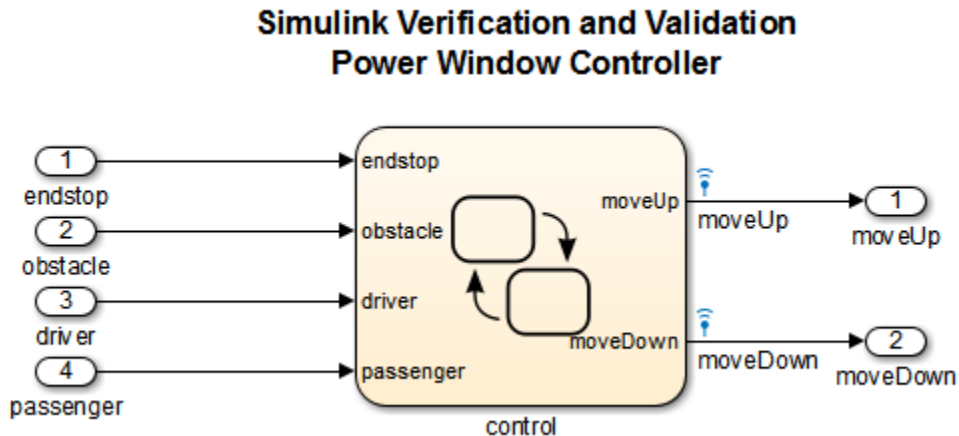 Simulink Verification and Validation
Power Window Controller
1
endstop
2
obstacle
3
driver
4
passenger
endstop
obstacle
driver
passenger
moveUp
moveDown
control
moveUp
moveDown
1
moveUp
2
moveDown